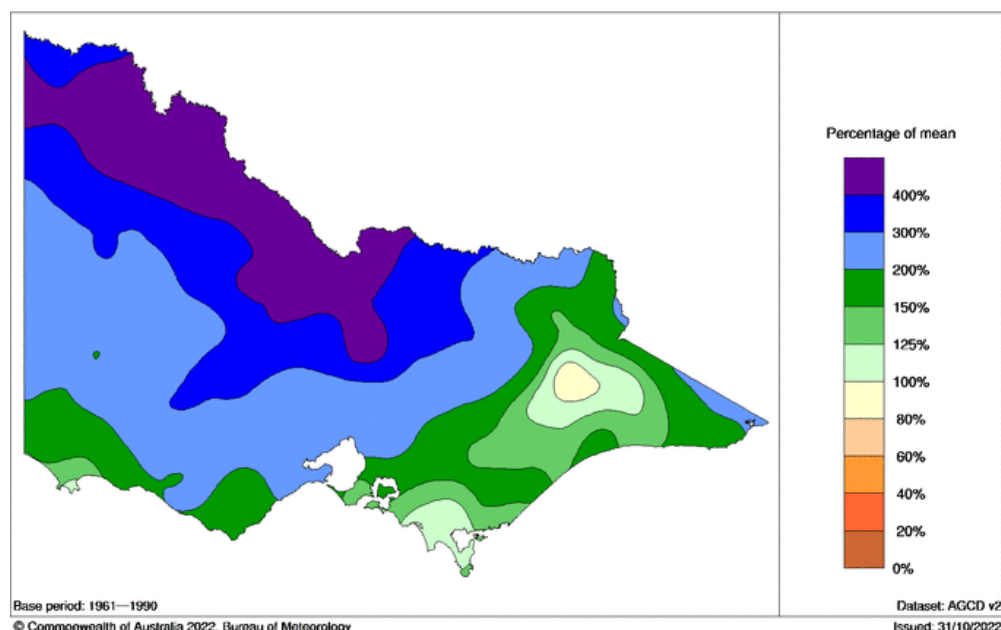 Percentage of mean
400%
300%
200%
150%
125%
100%
80%
60%
40%
20%
0%
Base period: 1961—1990
Dataset: AGCD v2
© Commonwealth of Australia 2022, Bureau of Meteorology
Issued: 31/10/2022